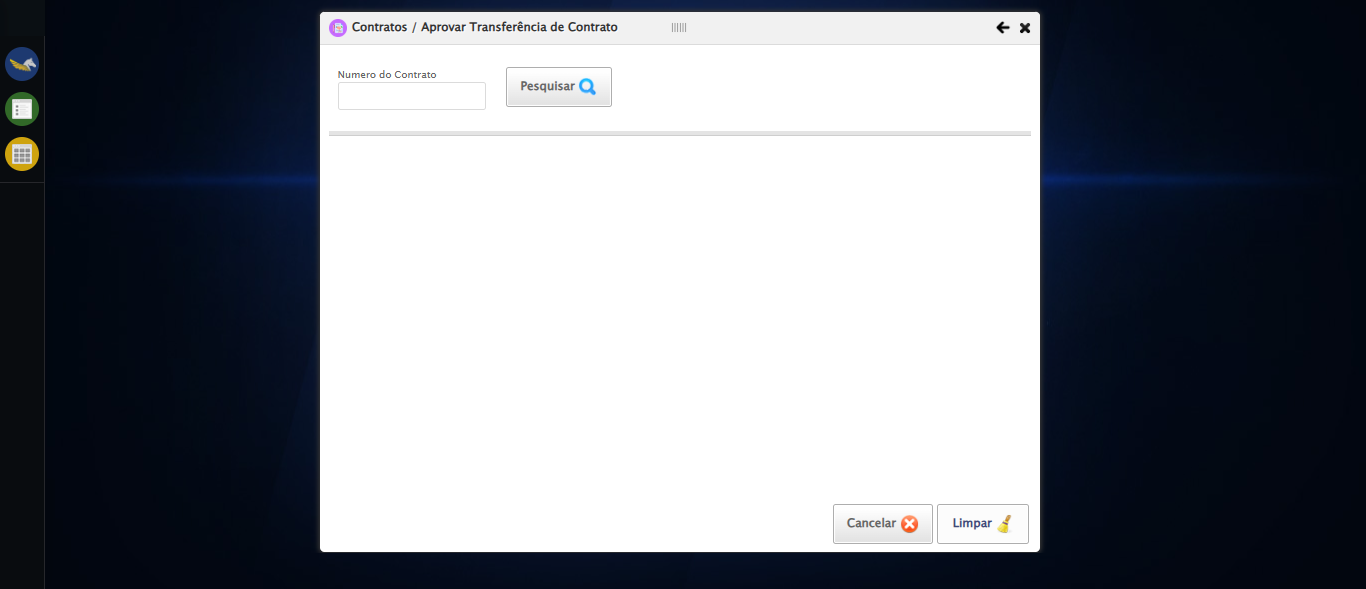 Contratos / Aprovar Transferência de Contrato
Numero do Contrato
Pesquisar
Cancelar
Limpar